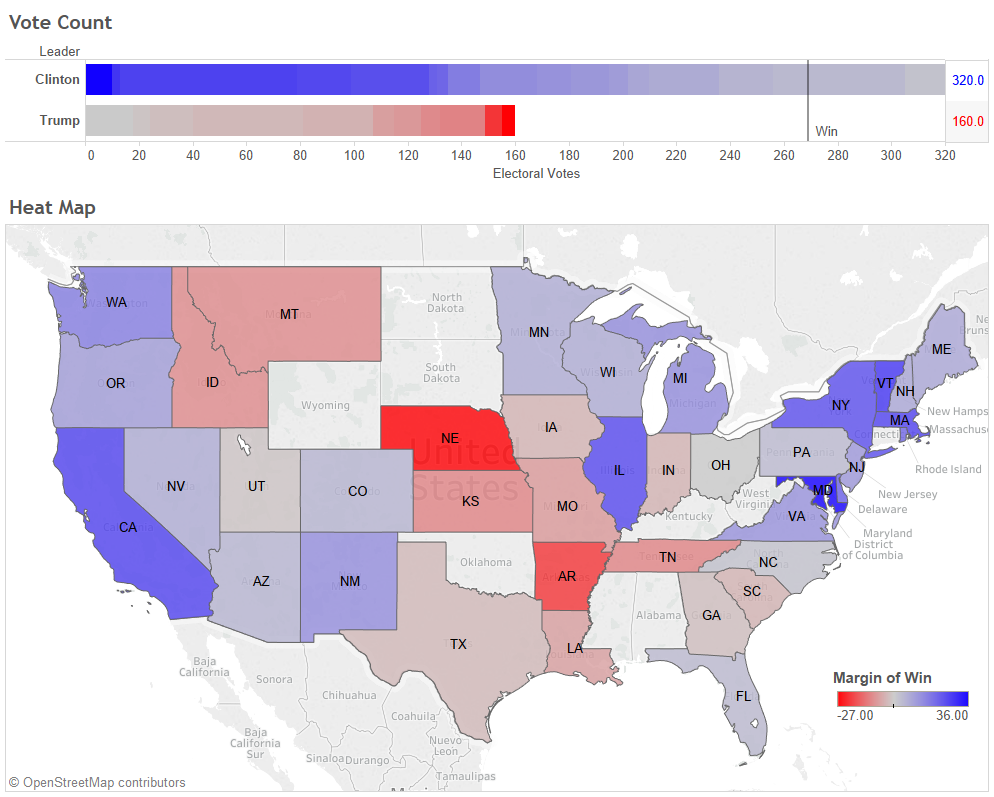 Vote Count
Leader
Clinton
320.0
Trump
160.0
Win
0 20 40 60 80 100 120 140 160 180 200 220 240 260 280 300 320
Electoral Votes
Heat Map
WA
MT
North
Dakota
MN
ME
OR
ID
South
Dakota
WI
MI
NY
VT
NH
MA
New Hamps
Massachuse
Wyoming
NE
IA
PA
Rhode Island
NV
UT
CO
United
States
KS
MO
IL
IN
OH
NJ
MD
New Jersey
Delaware
West
Virginia
VA
Maryland
District
of Columbia
CA
Kentucky
AZ
NM
Oklahoma
AR
TN
NC
SC
Alabama
GA
TX
LA
FL
Baja
California
Sonora
Chihuahua
Coahuila
Baja
California
Sur
Nuevo
León
Sinaloa
Durango
Tamaulipas
Margin of Win
-27.00 36.00
© OpenStreetMap contributors